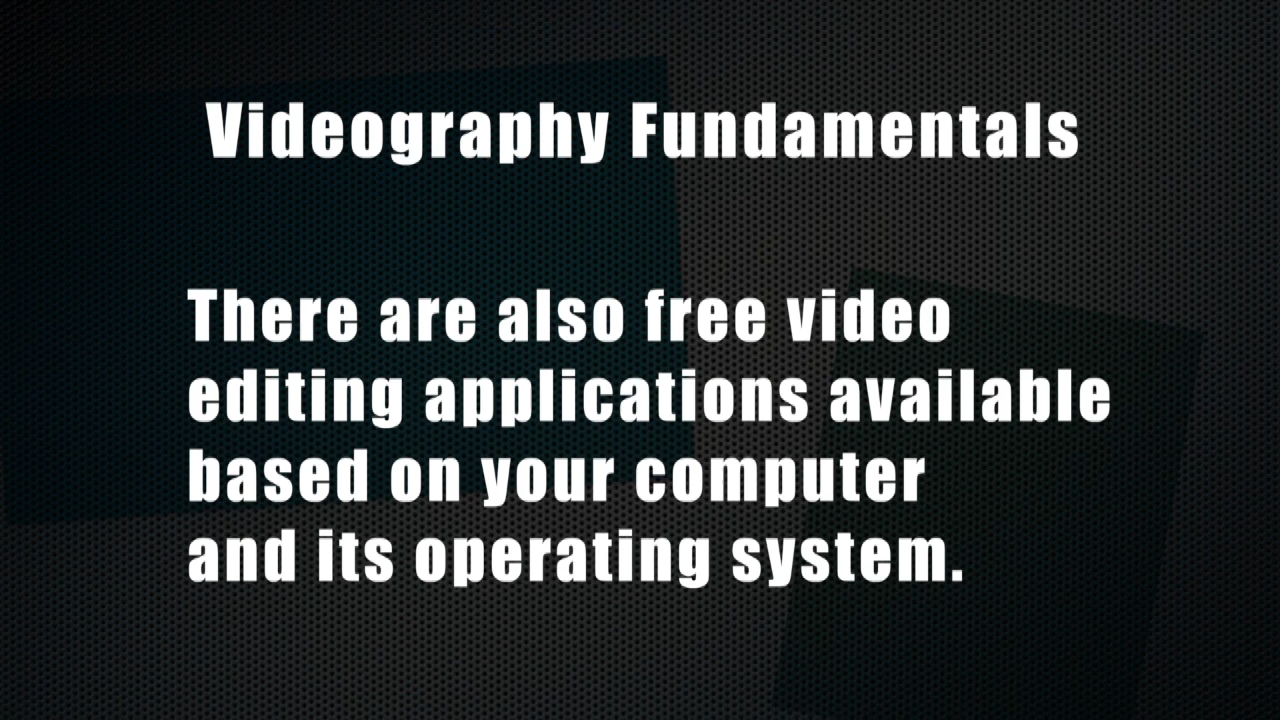 Videography Fundamentals
There are also free video
editing applications available
based on your computer
and its operating system.